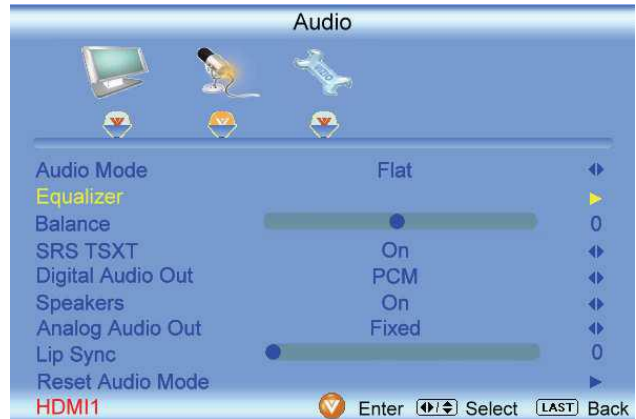 Audio
VIZIO
Audio Mode Flat
Equalizer
Balance 0
SRS TSXT On
Digital Audio Out PCM
Speakers On
Analog Audio Out Fixed
Lip Sync 0
Reset Audio Mode
HDMI1 Enter Select LAST Back